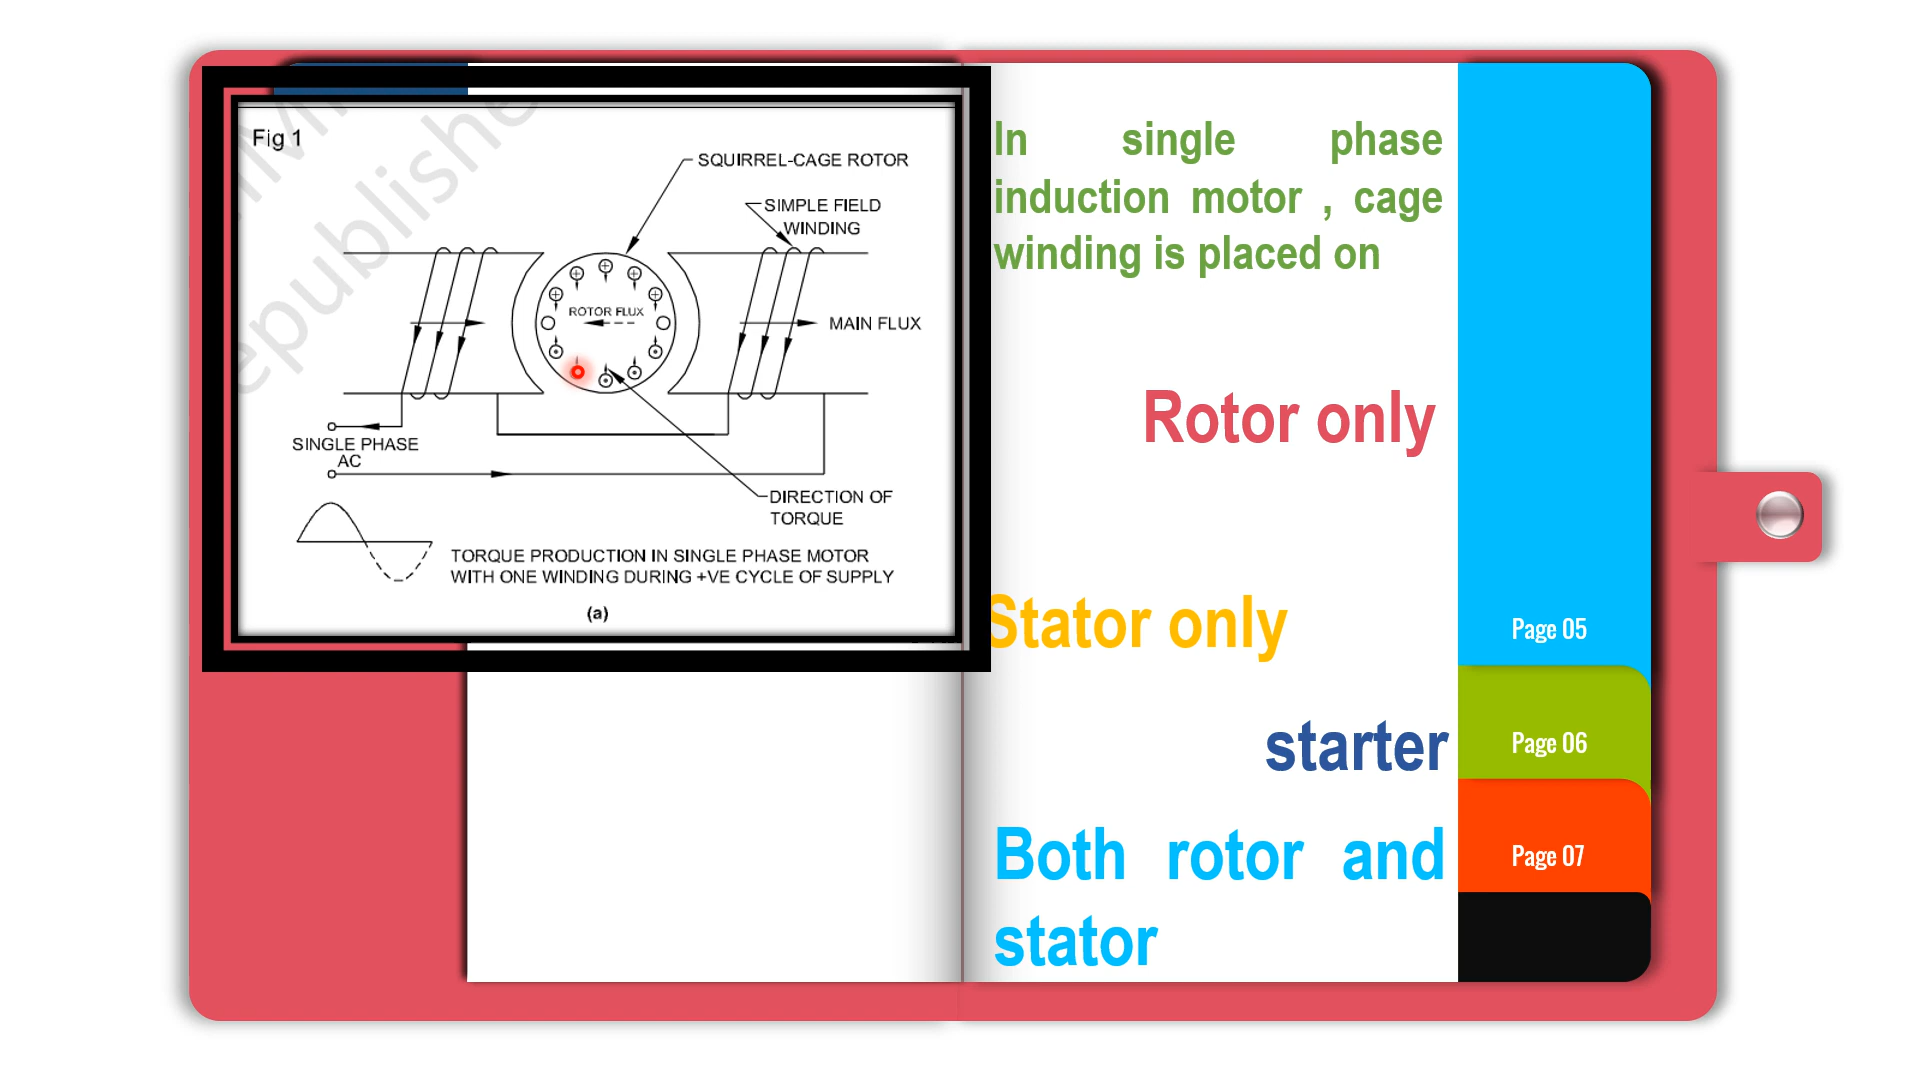 Fig 1
SQUIRREL-CAGE ROTOR
SIMPLE FIELD
WINDING
ROTOR FLUX
MAIN FLUX
SINGLE PHASE
AC
DIRECTION OF
TORQUE
TORQUE PRODUCTION IN SINGLE PHASE MOTOR
WITH ONE WINDING DURING +VE CYCLE OF SUPPLY
(a)
In single phase
induction motor , cage
winding is placed on
Rotor only
Stator only
starter
Both rotor and
stator
Page 05
Page 06
Page 07